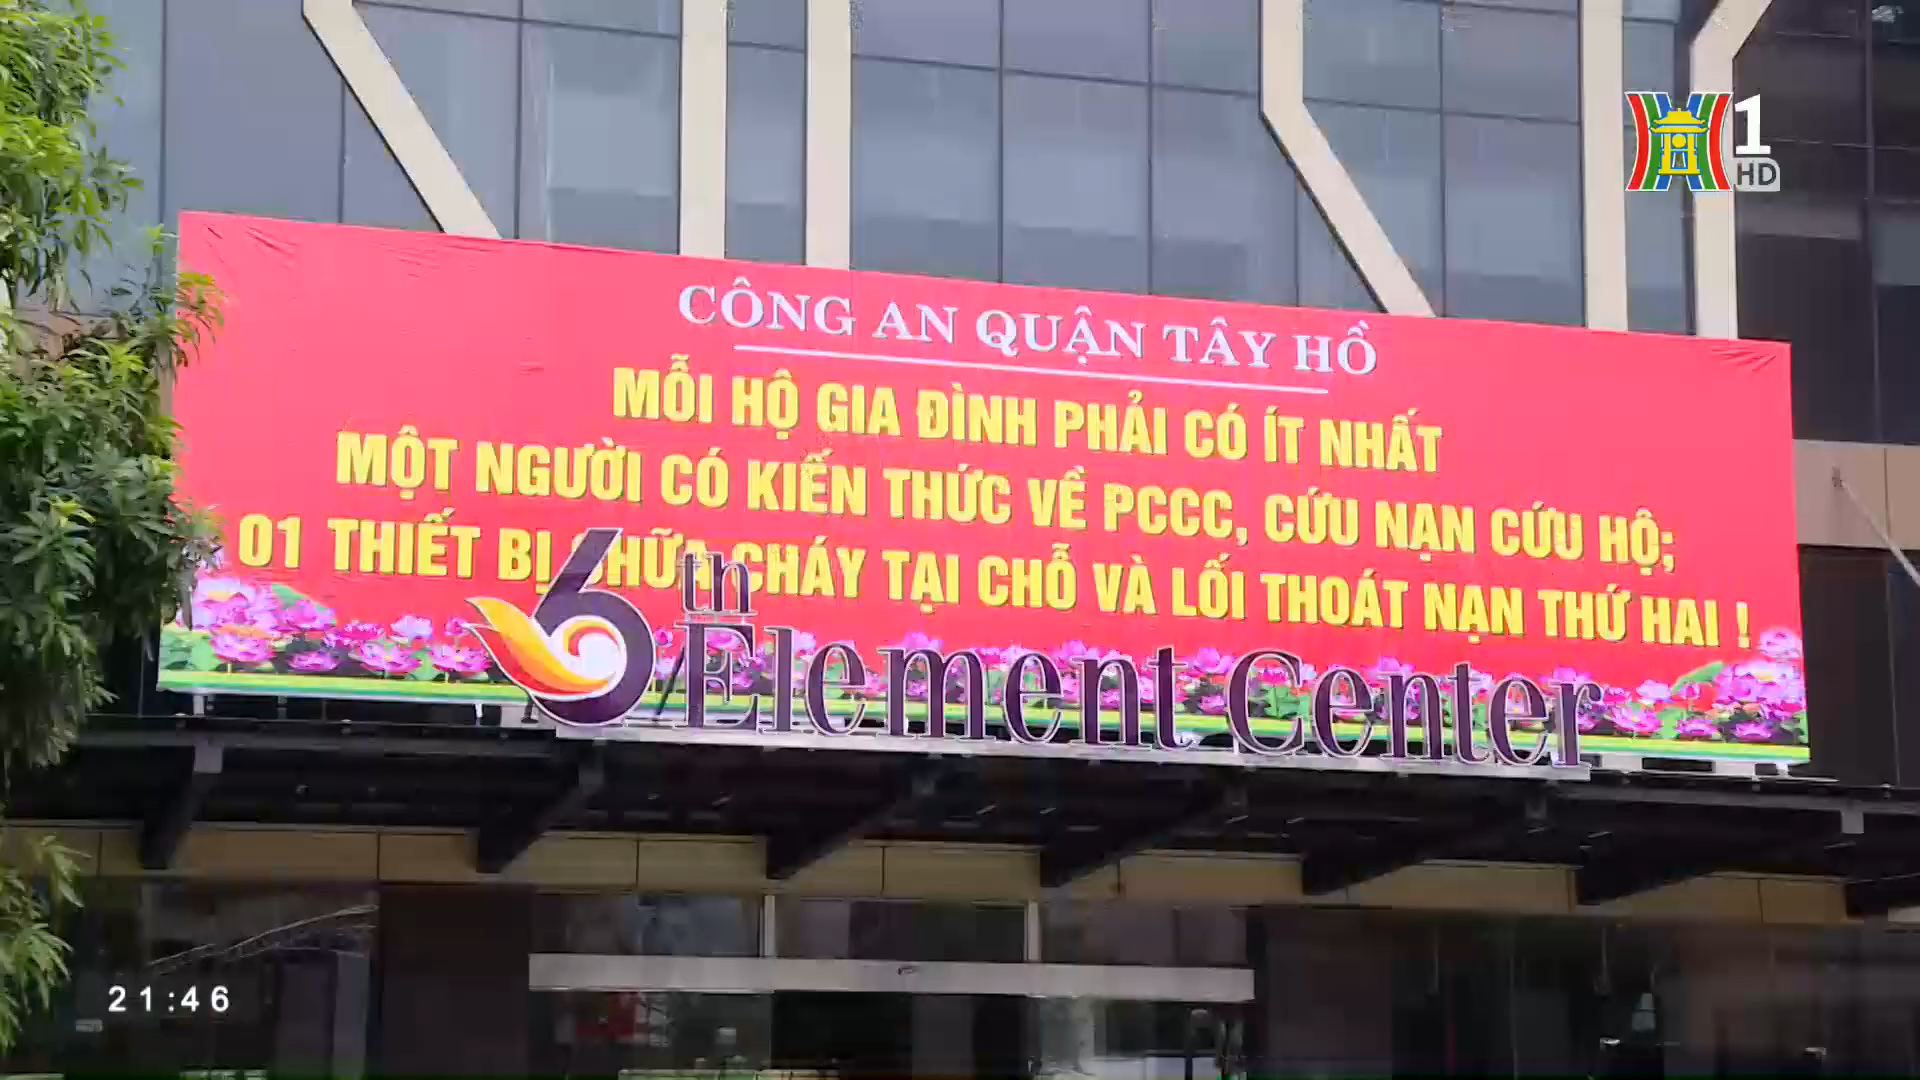 1
HD
CÔNG AN QUẬN TÂY HỒ
MỖI HỘ GIA ĐÌNH PHẢI CÓ ÍT NHẤT
MỘT NGƯỜI CÓ KIẾN THỨC VỀ PCCC, CỨU NẠN CỨU HỘ;
01 THIẾT BỊ CHỮA CHÁY TẠI CHỖ VÀ LỐI THOÁT NẠN THỨ HAI !
6th
Element Center
21:46